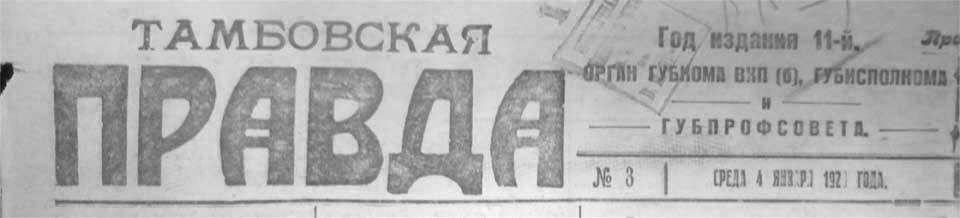 ТАМБОВСКАЯ
ПРАВДА
Год издания 11-й.
ОРГАН ГУБКОМА ВКП (б), ГУБИСПОЛКОМА
и
ГУБПРОФСОВЕТА.
№ 3
СРЕДА 4 ЯНВАРЯ ГОДА.